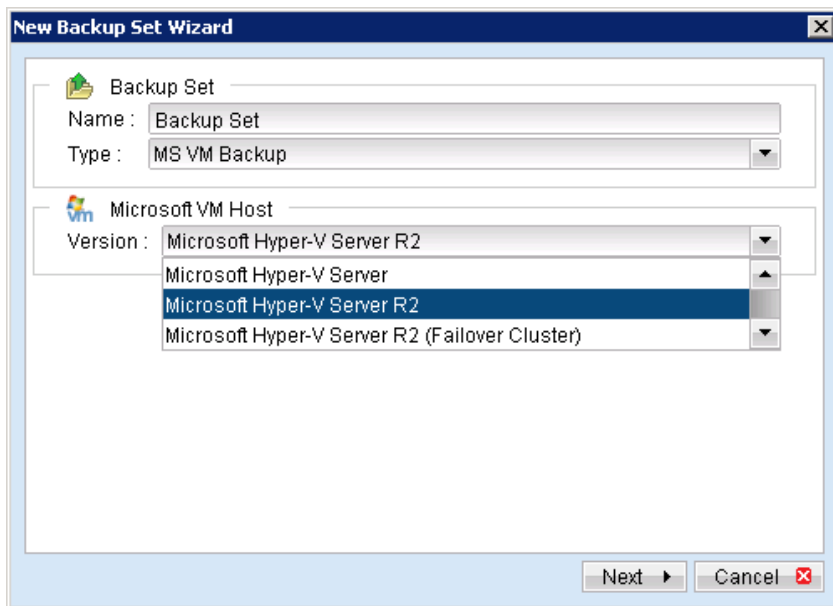 New Backup Set Wizard
Backup Set
Name : Backup Set
Type : MS VM Backup
vm Microsoft VM Host
Version : Microsoft Hyper-V Server R2
Microsoft Hyper-V Server
Microsoft Hyper-V Server R2
Microsoft Hyper-V Server R2 (Failover Cluster)
Next Cancel